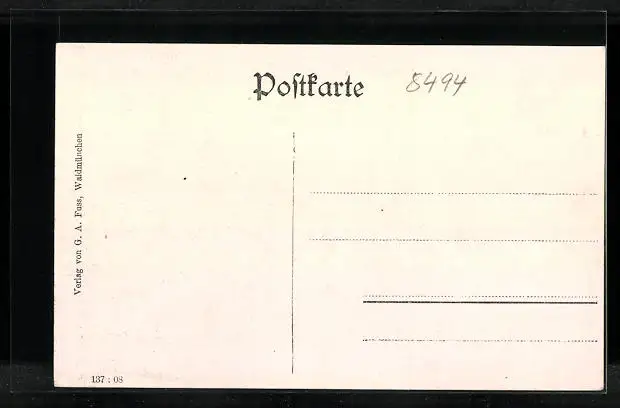 Postkarte 8494
Verlag von G. A. Fuss, Waldmünchen
137 : 08